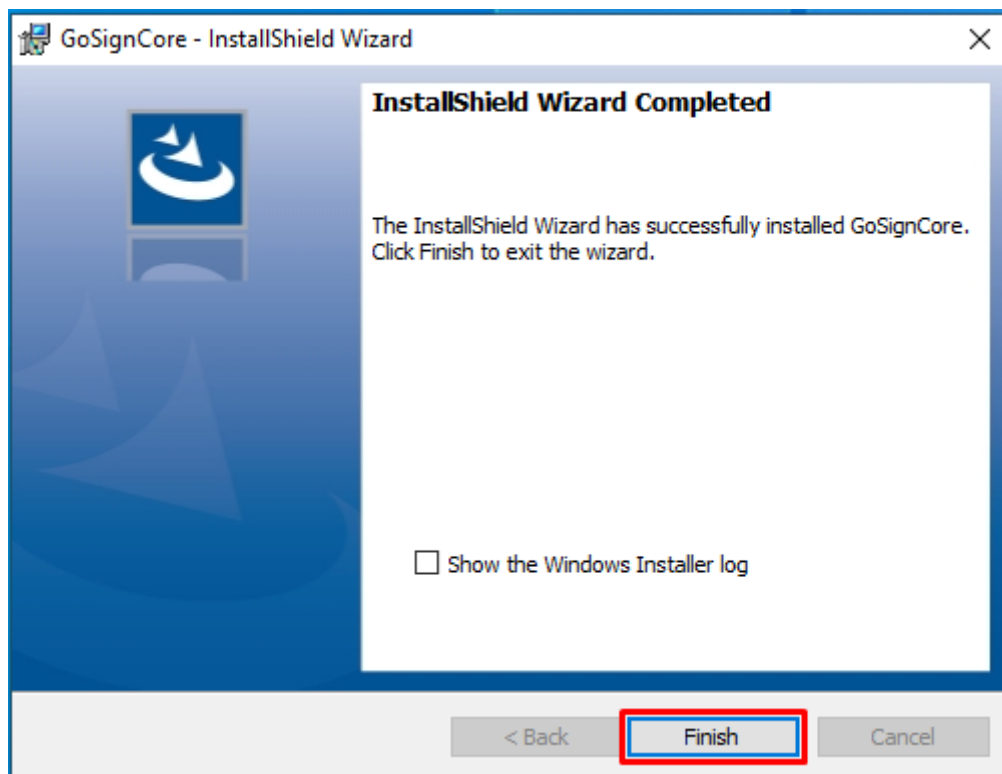 GoSignCore - InstallShield Wizard
InstallShield Wizard Completed
The InstallShield Wizard has successfully installed GoSignCore.
Click Finish to exit the wizard.
Show the Windows Installer log
< Back
Finish
Cancel